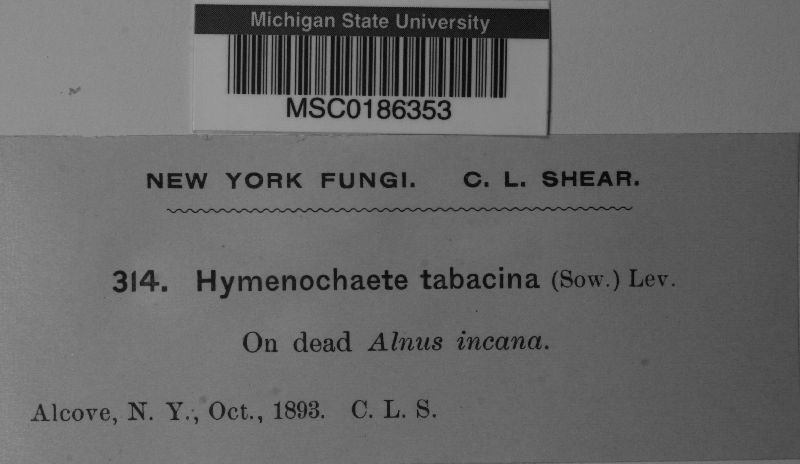 Michigan State University
MSC0186353
NEW YORK FUNGI. C. L. SHEAR.
314. Hymenochaete tabacina (Sow.) Lev.
On dead Alnus incana.
Alcove, N. Y., Oct., 1893. C. L. S.